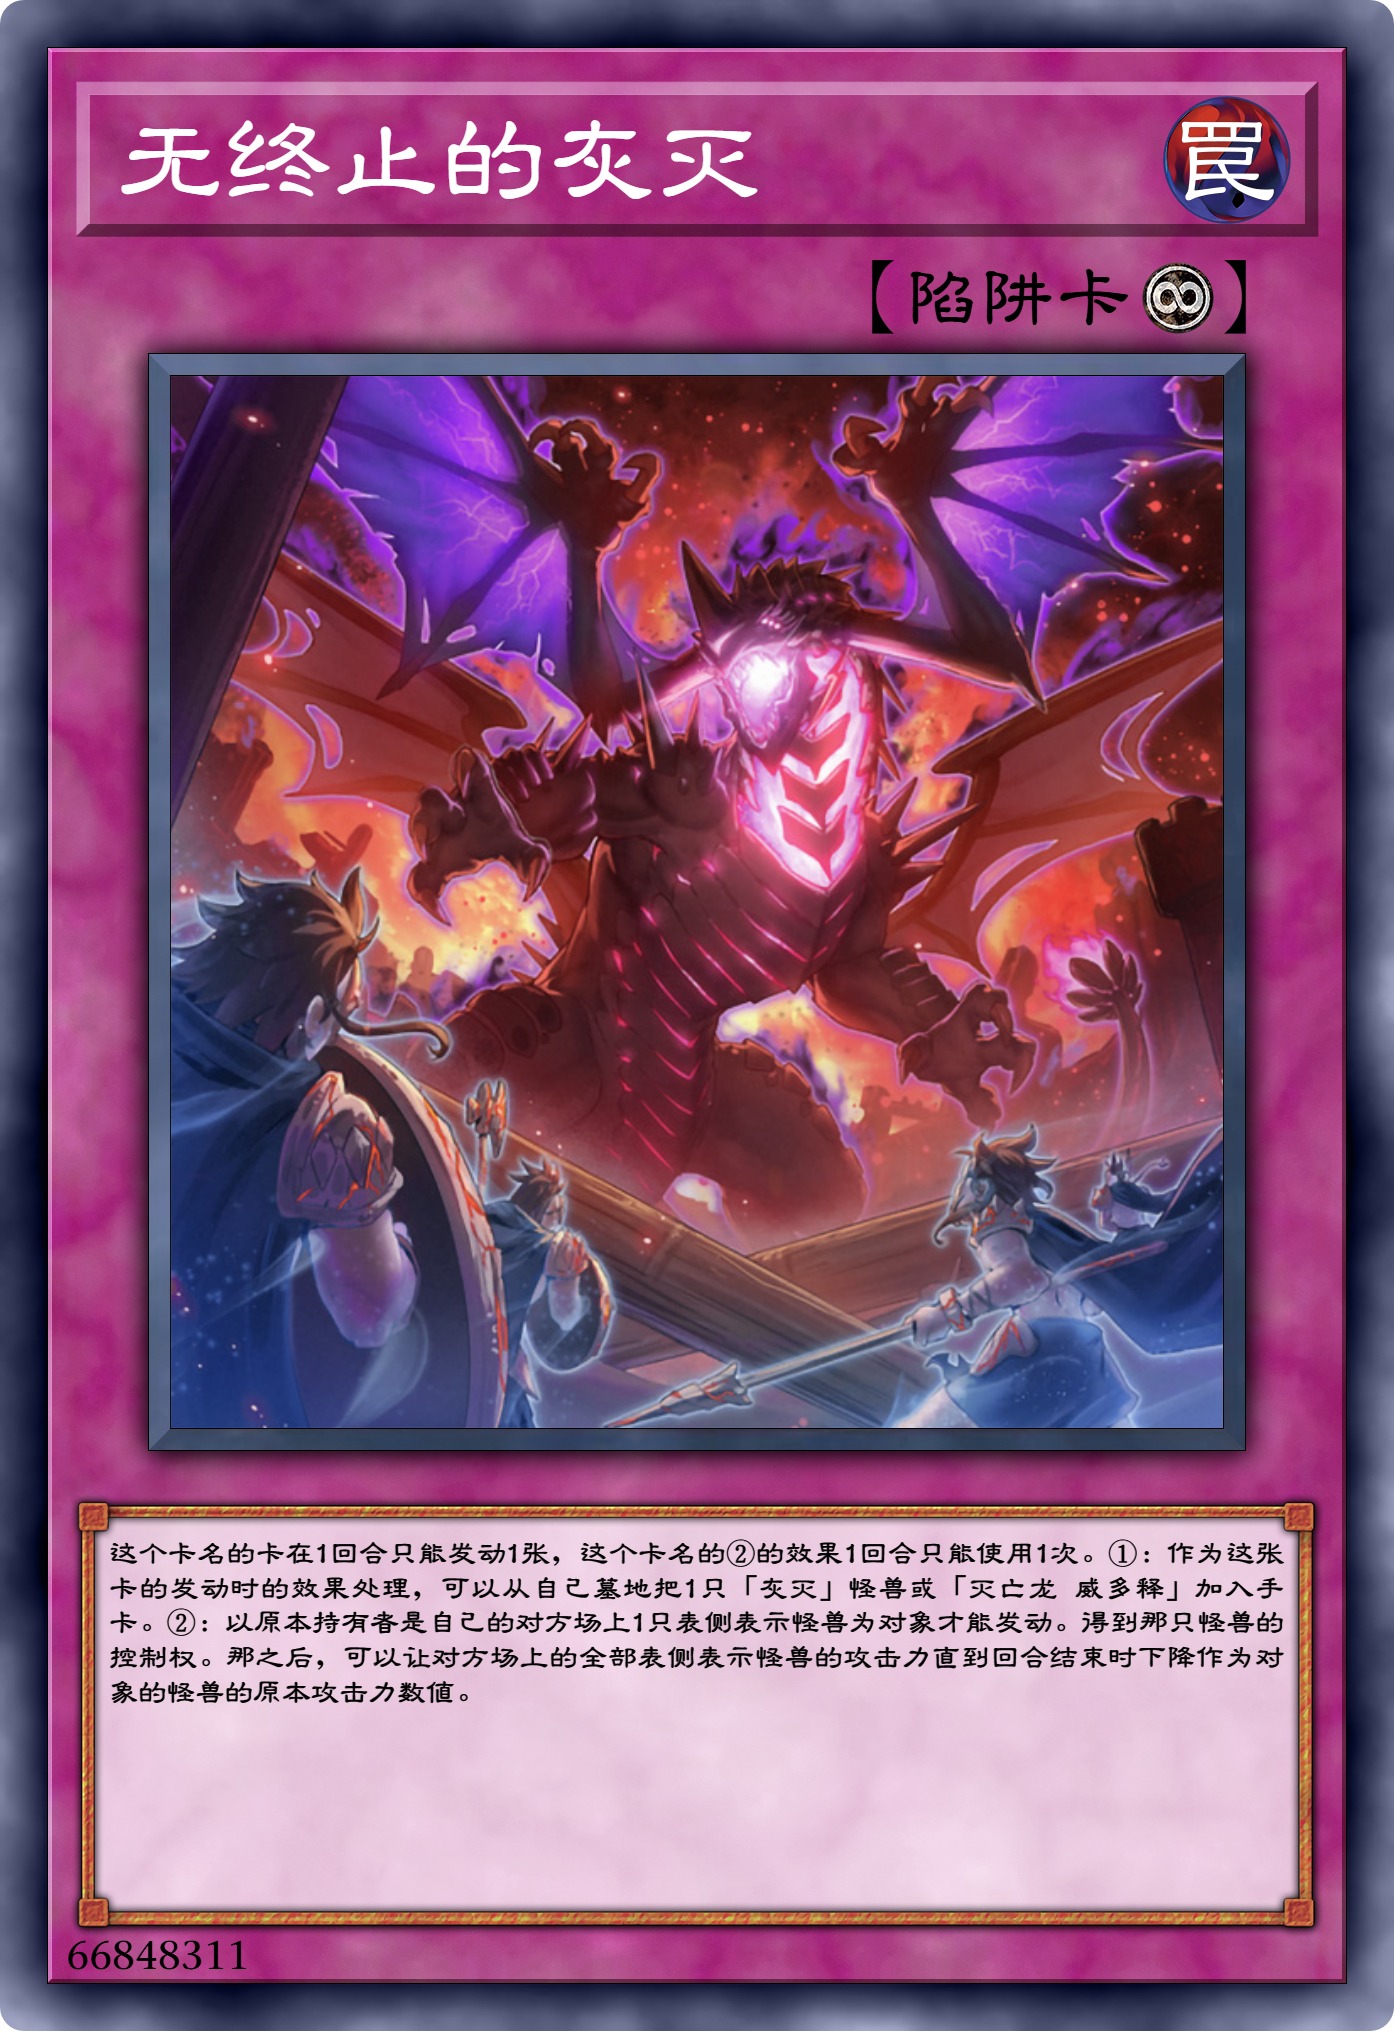 无终止的灰灭
罠
【陷阱卡♾】
这个卡名的卡在1回合只能发动1张，这个卡名的②的效果1回合只能使用1次。①：作为这张
卡的发动时的效果处理，可以从自己墓地把1只「灰灭」怪兽或「灭亡龙 威多释」加入手
卡。②：以原本持有者是自己的对方场上1只表侧表示怪兽为对象才能发动。得到那只怪兽的
控制权。那之后，可以让对方场上的全部表侧表示怪兽的攻击力直到回合结束时下降作为对
象的怪兽的原本攻击力数值。
66848311